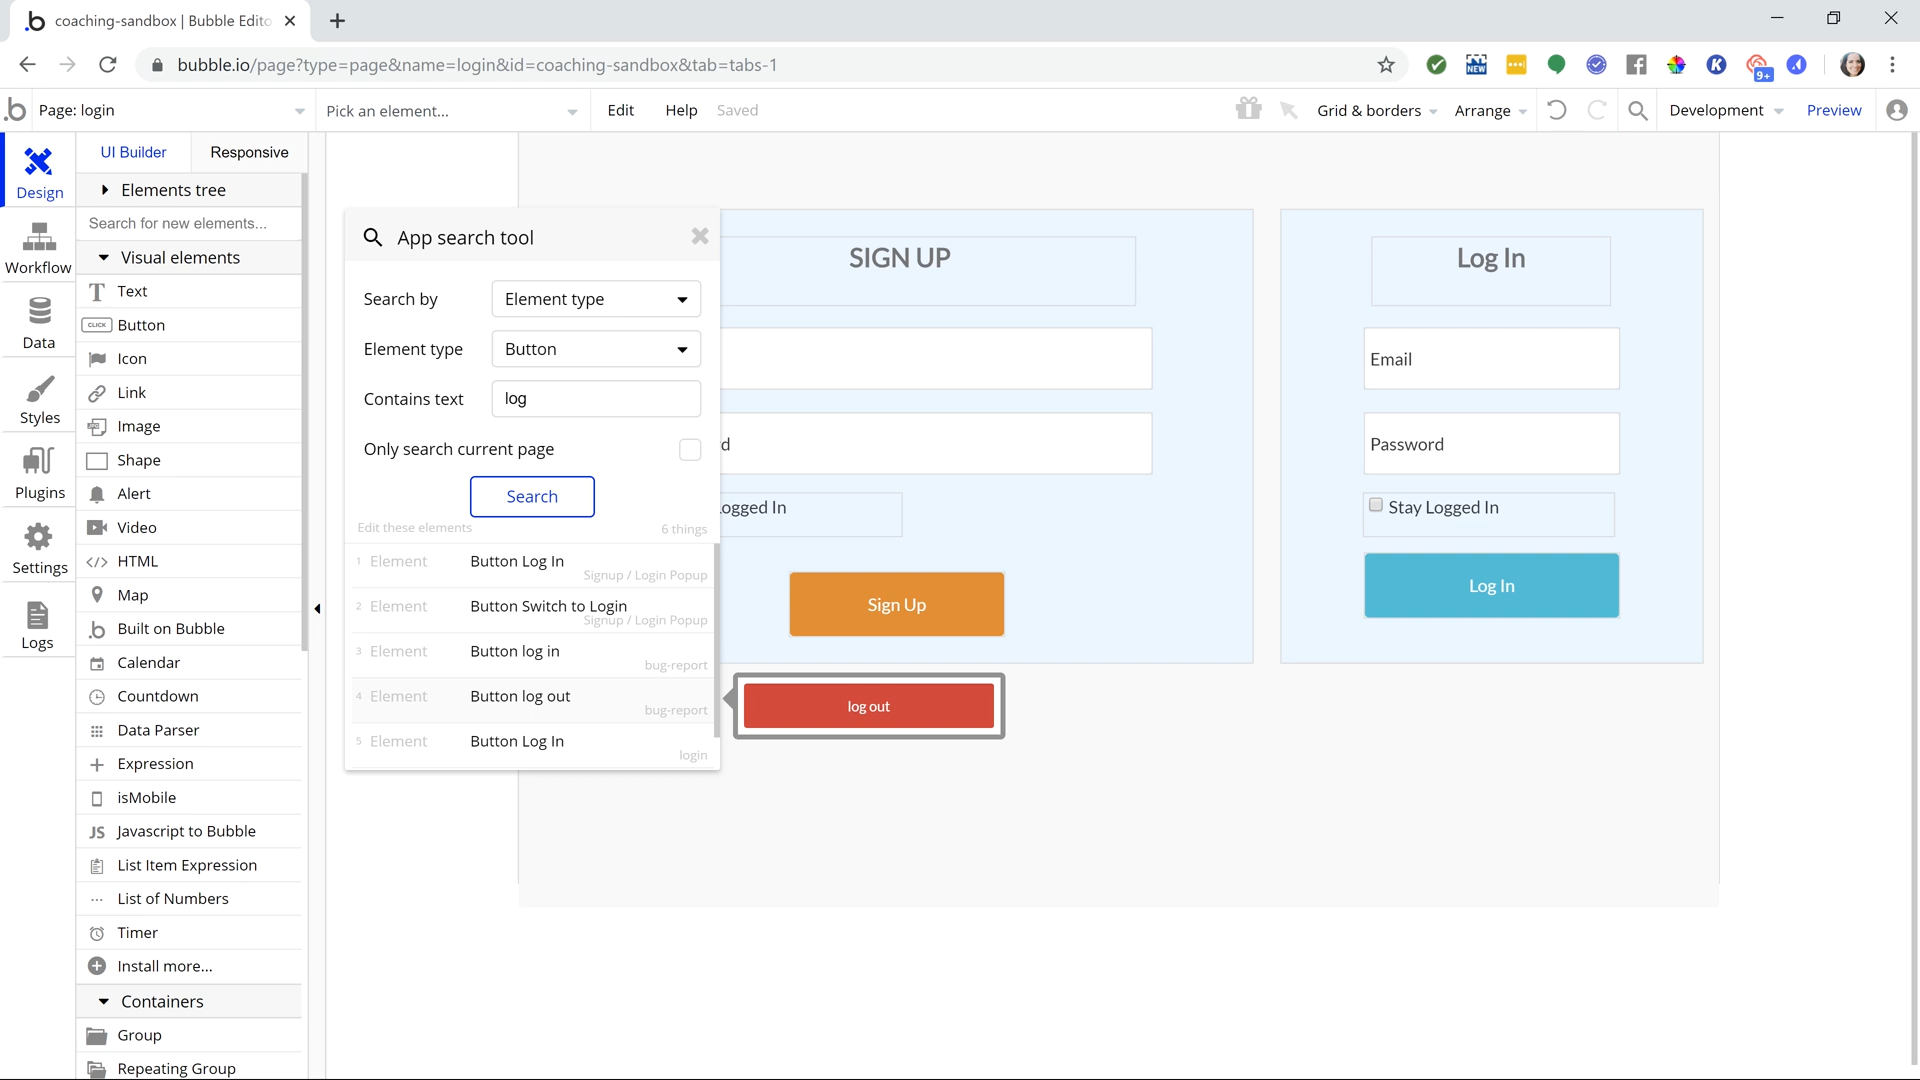 coaching-sandbox | Bubble Edito
bubble.io/page?type=page&name=login&id=coaching-sandbox&tab=tabs-1
NEW
9+
Page: login
Pick an element...
Edit
Help
Saved
Grid & borders
Arrange
Development
Preview
Design
Workflow
Data
Styles
Plugins
Settings
Logs
UI Builder
Responsive
Elements tree
Search for new elements...
Visual elements
Text
CLICK
Button
Icon
Link
Image
Shape
Alert
Video
HTML
Map
Built on Bubble
Calendar
Countdown
Data Parser
Expression
isMobile
JS
Javascript to Bubble
List Item Expression
List of Numbers
Timer
Install more...
Containers
Group
Repeating Group
App search tool
Search by
Element type
Element type
Button
Contains text
log
Only search current page
Search
Edit these elements
6 things
1 Element Button Log In
Signup / Login Popup
2 Element Button Switch to Login
Signup / Login Popup
3 Element Button log in
bug-report
4 Element Button log out
bug-report
5 Element Button Log In
login
SIGN UP
d
ogged In
Sign Up
log out
Log In
Email
Password
Stay Logged In
Log In